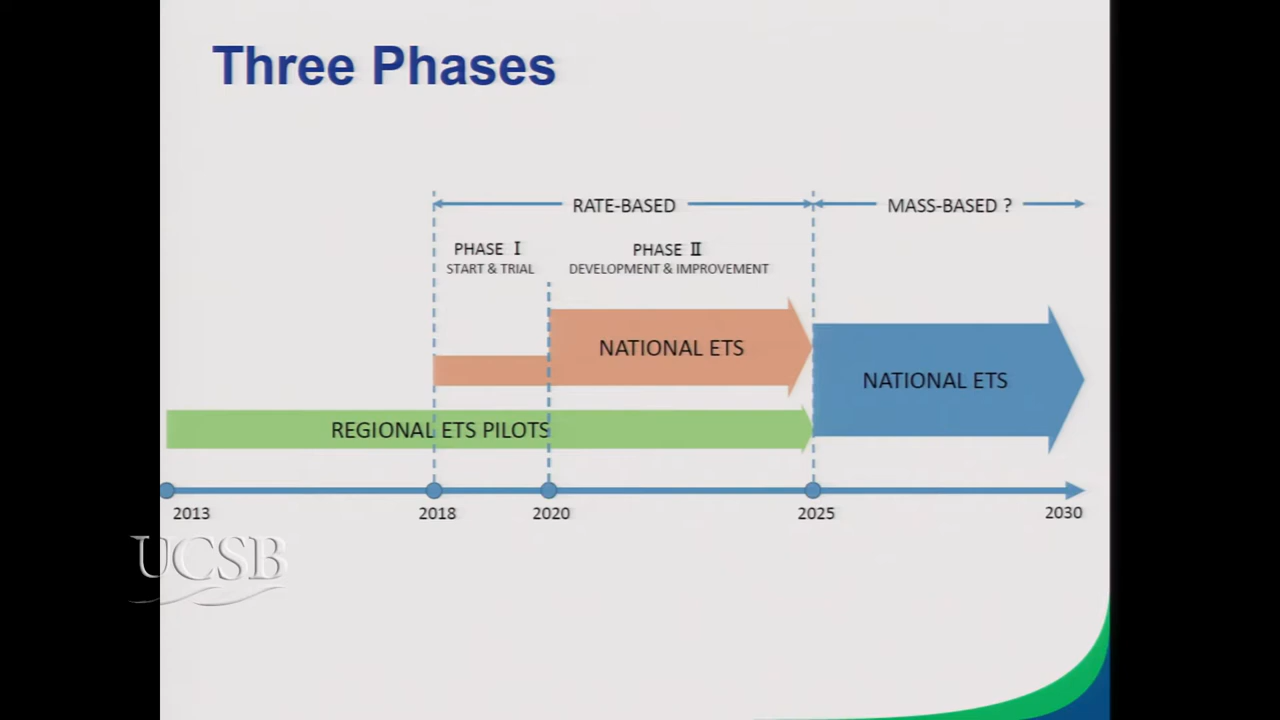 Three Phases
RATE-BASED
MASS-BASED ?
PHASE Ⅰ
START & TRIAL
PHASE Ⅱ
DEVELOPMENT & IMPROVEMENT
NATIONAL ETS
NATIONAL ETS
REGIONAL ETS PILOTS
2013
2018
2020
2025
2030
UCSB